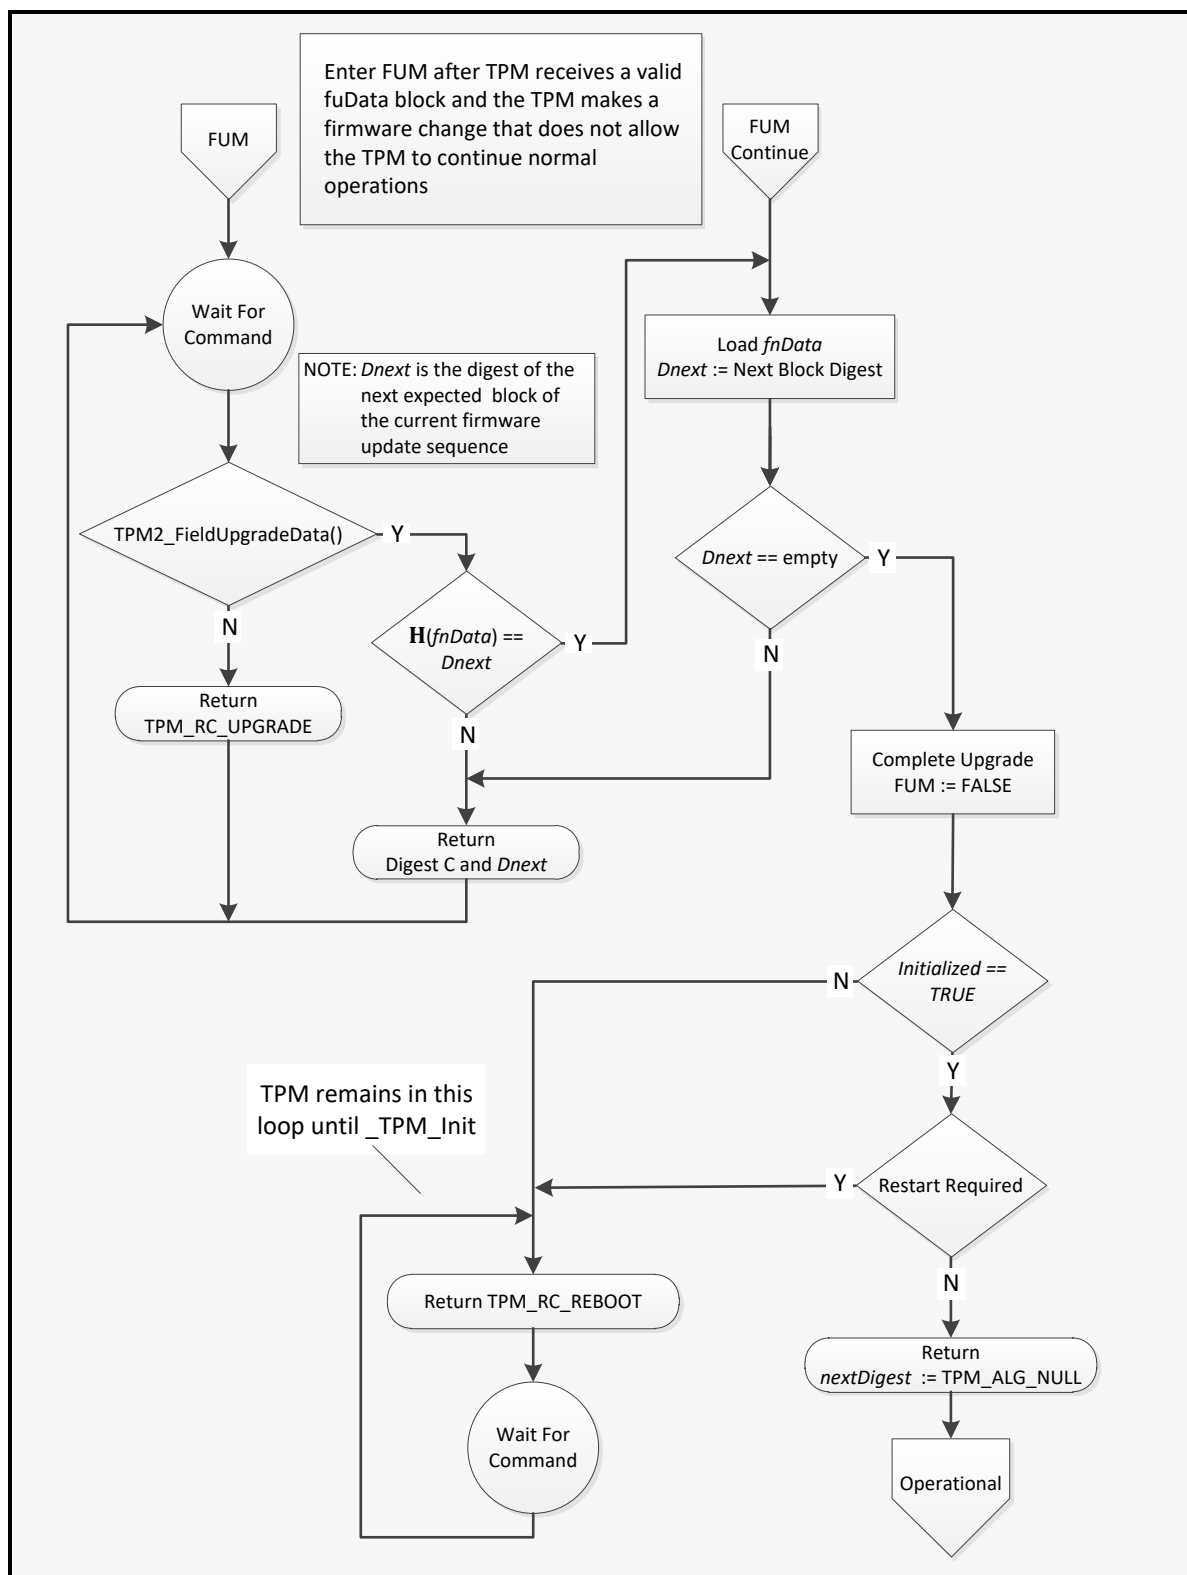 Enter FUM after TPM receives a valid
fuData block and the TPM makes a
firmware change that does not allow
the TPM to continue normal
operations
FUM
FUM
Continue
Wait For
Command
NOTE: Dnext is the digest of the
next expected block of
the current firmware
update sequence
Load fnData
Dnext := Next Block Digest
TPM2_FieldUpgradeData()
Y
N
Dnext == empty
Y
N
H(fnData) ==
Dnext
Y
N
Return
TPM_RC_UPGRADE
Complete Upgrade
FUM := FALSE
Return
Digest C and Dnext
Initialized ==
TRUE
N
Y
TPM remains in this
loop until _TPM_Init
Restart Required
Y
N
Return TPM_RC_REBOOT
Return
nextDigest := TPM_ALG_NULL
Wait For
Command
Operational